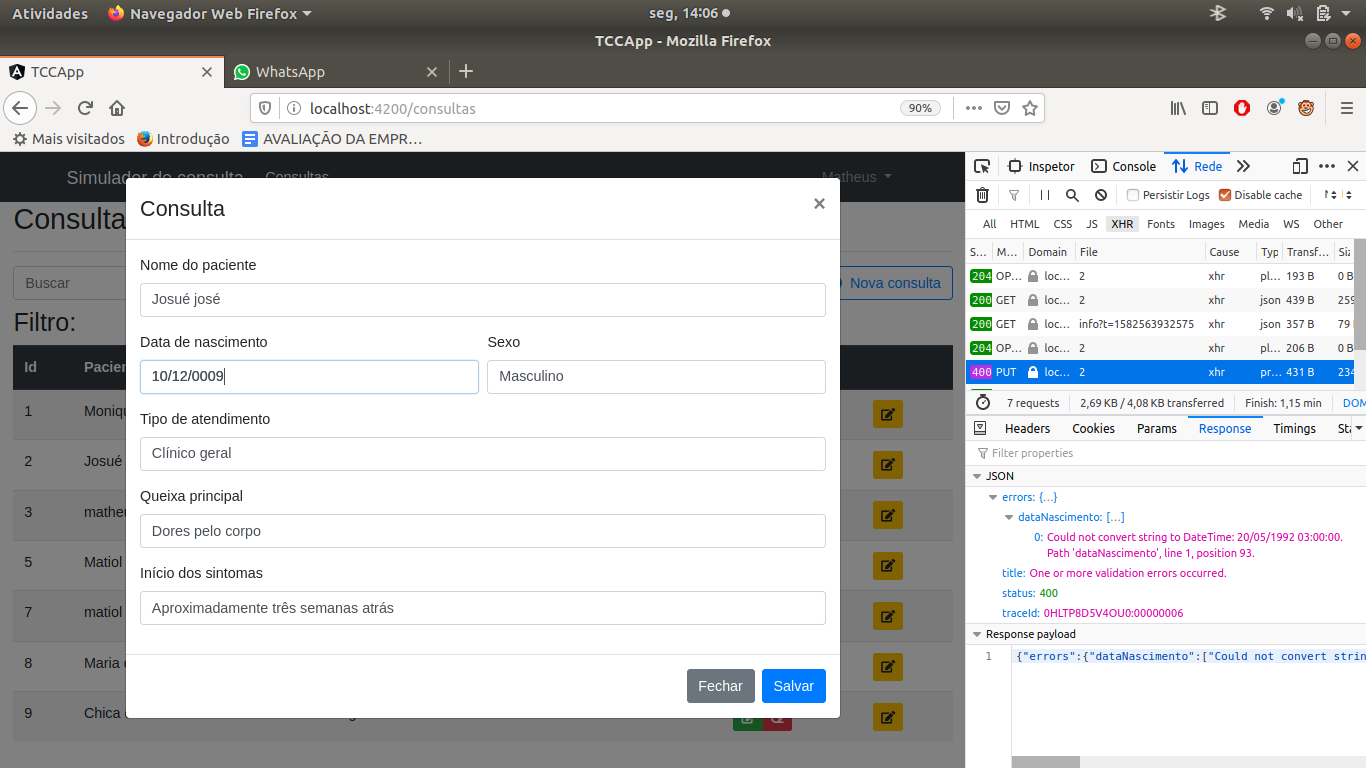 Atividades Navegador Web Firefox seg, 14:06
TCCApp - Mozilla Firefox
TCCApp WhatsApp
localhost:4200/consultas 90%
Mais visitados Introdução AVALIAÇÃO DA EMPR…
Simulador de consulta Consultas Matheus
Consulta
Buscar Nova consulta
Filtro:
Id Pacien
1 Moniqu
2 Josué
3 matheu
5 Matiol
7 matiol
8 Maria
9 Chica
Consulta ×
Nome do paciente
Josué josé
Data de nascimento Sexo
10/12/0009 Masculino
Tipo de atendimento
Clínico geral
Queixa principal
Dores pelo corpo
Início dos sintomas
Aproximadamente três semanas atrás
Fechar Salvar
Inspetor Console Rede
Persistir Logs Disable cache
All HTML CSS JS XHR Fonts Images Media WS Other
S… M… Domain File Cause Typ Transf… Siz
204 OP… loc… 2 xhr pl… 193 B 0 B
200 GET loc… 2 xhr json 439 B 259
200 GET loc… info?t=1582563932575 xhr json 357 B 79
204 OP… loc… 2 xhr pl… 206 B 0 B
400 PUT loc… 2 xhr pr… 431 B 234
7 requests 2,69 KB / 4,08 KB transferred Finish: 1,15 min DOM
Headers Cookies Params Response Timings Sta
Filter properties
JSON
errors: {…}
dataNascimento: […]
0: Could not convert string to DateTime: 20/05/1992 03:00:00.
Path 'dataNascimento', line 1, position 93.
title: One or more validation errors occurred.
status: 400
traceId: 0HLTP8D5V4OU0:00000006
Response payload
1 {"errors":{"dataNascimento":["Could not convert strin